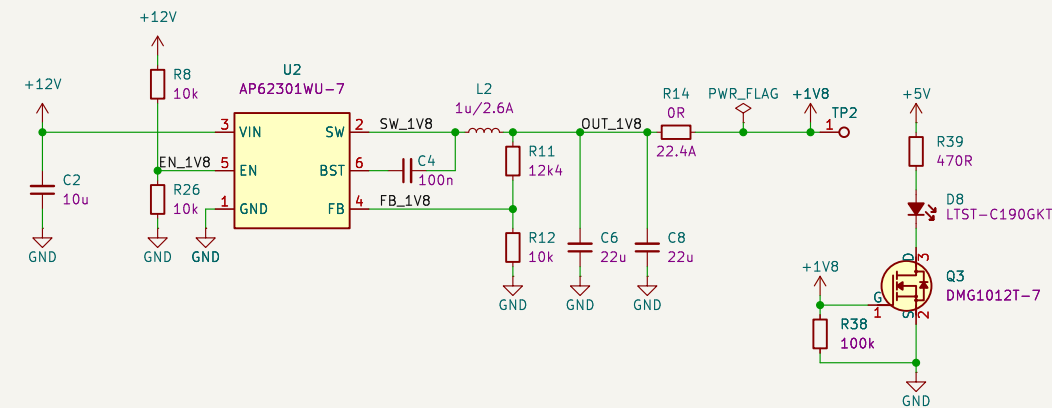 +12V
+12V
R8
10k
U2
AP62301WU-7
L2
1u/2.6A
R14
0R
22.4A
PWR_FLAG
+1V8
TP2
1
+5V
3 VIN
SW 2
SW_1V8
OUT_1V8
EN_1V8
5 EN
BST 6
C4
100n
R11
12k4
R39
470R
C2
10u
R26
10k
1 GND
FB 4
FB_1V8
D8
LTST-C190GKT
R12
10k
C6
22u
C8
22u
GND
GND
GND
GND
GND
GND
+1V8
D
3
Q3
DMG1012T-7
G
1
S
2
R38
100k
GND